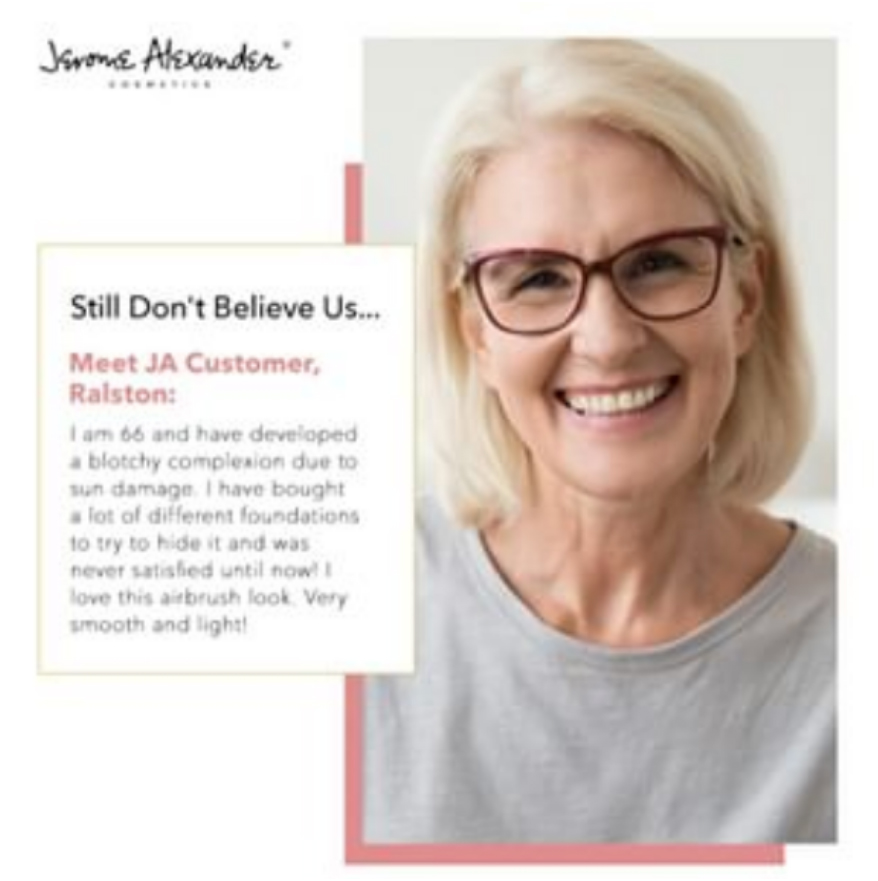 Jerome Alexander®
COSMETICS
Still Don't Believe Us...
Meet JA Customer,
Ralston:
I am 66 and have developed
a blotchy complexion due to
sun damage. I have bought
a lot of different foundations
to try to hide it and was
never satisfied until now! I
love this airbrush look. Very
smooth and light!